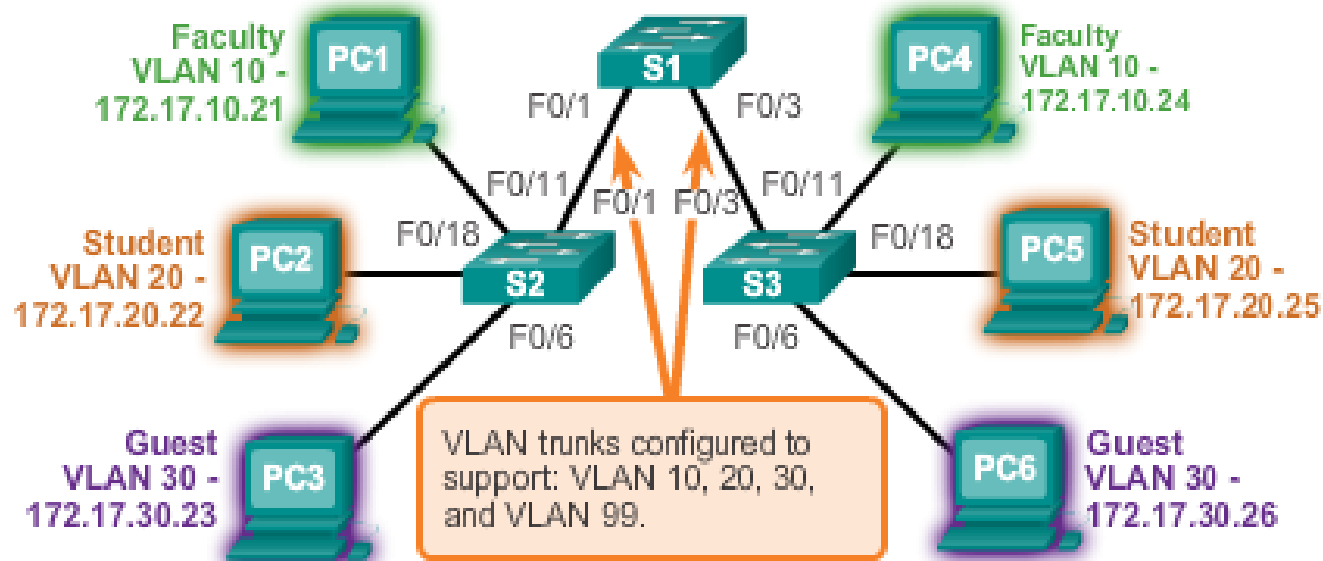 Faculty
VLAN 10 -
172.17.10.21
PC1
S1
PC4
Faculty
VLAN 10 -
172.17.10.24
F0/1
F0/3
F0/11
F0/1
F0/3
F0/11
Student
VLAN 20 -
172.17.20.22
PC2
F0/18
S2
S3
F0/18
PC5
Student
VLAN 20 -
172.17.20.25
F0/6
F0/6
Guest
VLAN 30 -
172.17.30.23
PC3
VLAN trunks configured to
support: VLAN 10, 20, 30,
and VLAN 99.
PC6
Guest
VLAN 30 -
172.17.30.26